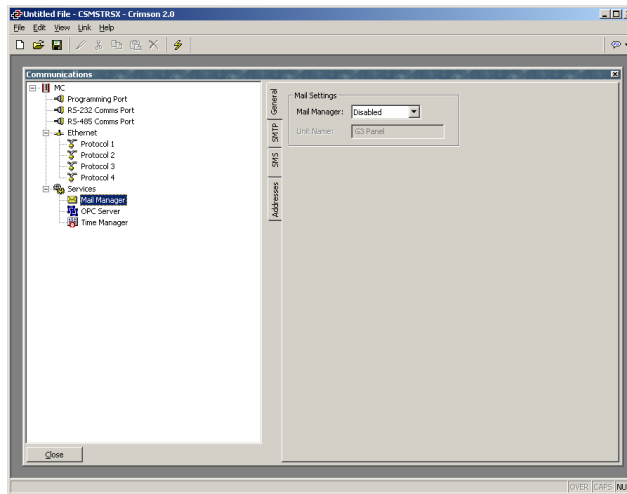 Untitled File - CSMSTRSX - Crimson 2.0
File Edit View Link Help
Communications
MC
Programming Port
RS-232 Comms Port
RS-485 Comms Port
Ethernet
Protocol 1
Protocol 2
Protocol 3
Protocol 4
Services
Mail Manager
OPC Server
Time Manager
General
SMTP
SMS
Addresses
Mail Settings
Mail Manager: Disabled
Unit Name: G3 Panel
Close
OVER CAPS NU